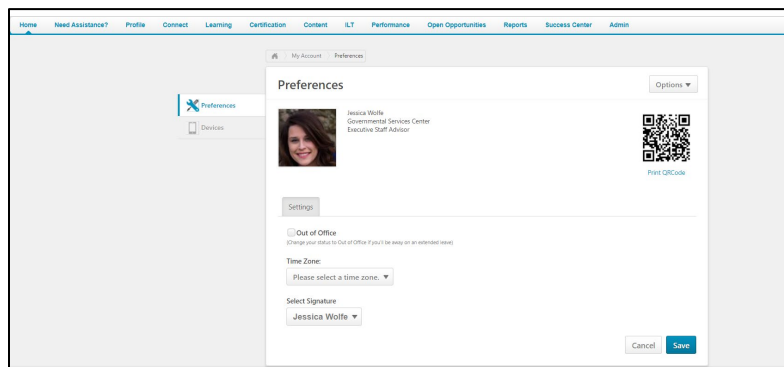 Home Need Assistance? Profile Connect Learning Certification Content ILT Performance Open Opportunities Reports Success Center Admin
My Account Preferences
Preferences
Options
Preferences
Devices
Jessica Wolfe
Governmental Services Center
Executive Staff Advisor
Print QRCode
Settings
Out of Office
(Change your status to Out of Office if you'll be away on an extended leave)
Time Zone:
Please select a time zone.
Select Signature
Jessica Wolfe
Cancel Save